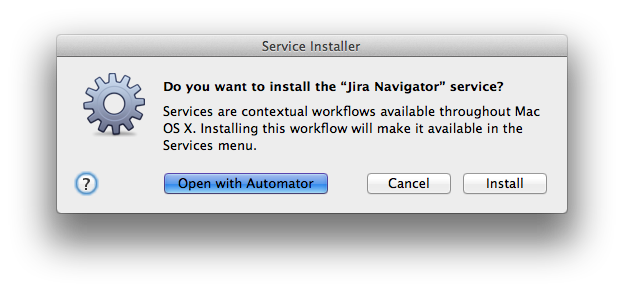 Service Installer
Do you want to install the “Jira Navigator” service?
Services are contextual workflows available throughout Mac
OS X. Installing this workflow will make it available in the
Services menu.
?
Open with Automator
Cancel
Install